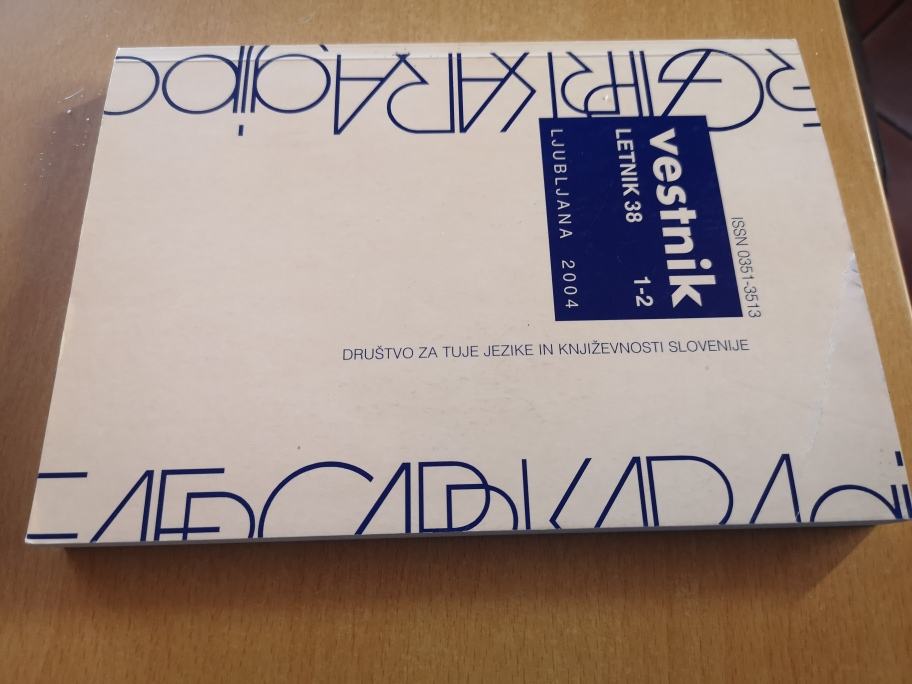 ISSN 0351-3513
vestnik
LETNIK 38 1-2
LJUBLJANA 2004
DRUŠTVO ZA TUJE JEZIKE IN KNJIŽEVNOSTI SLOVENIJE